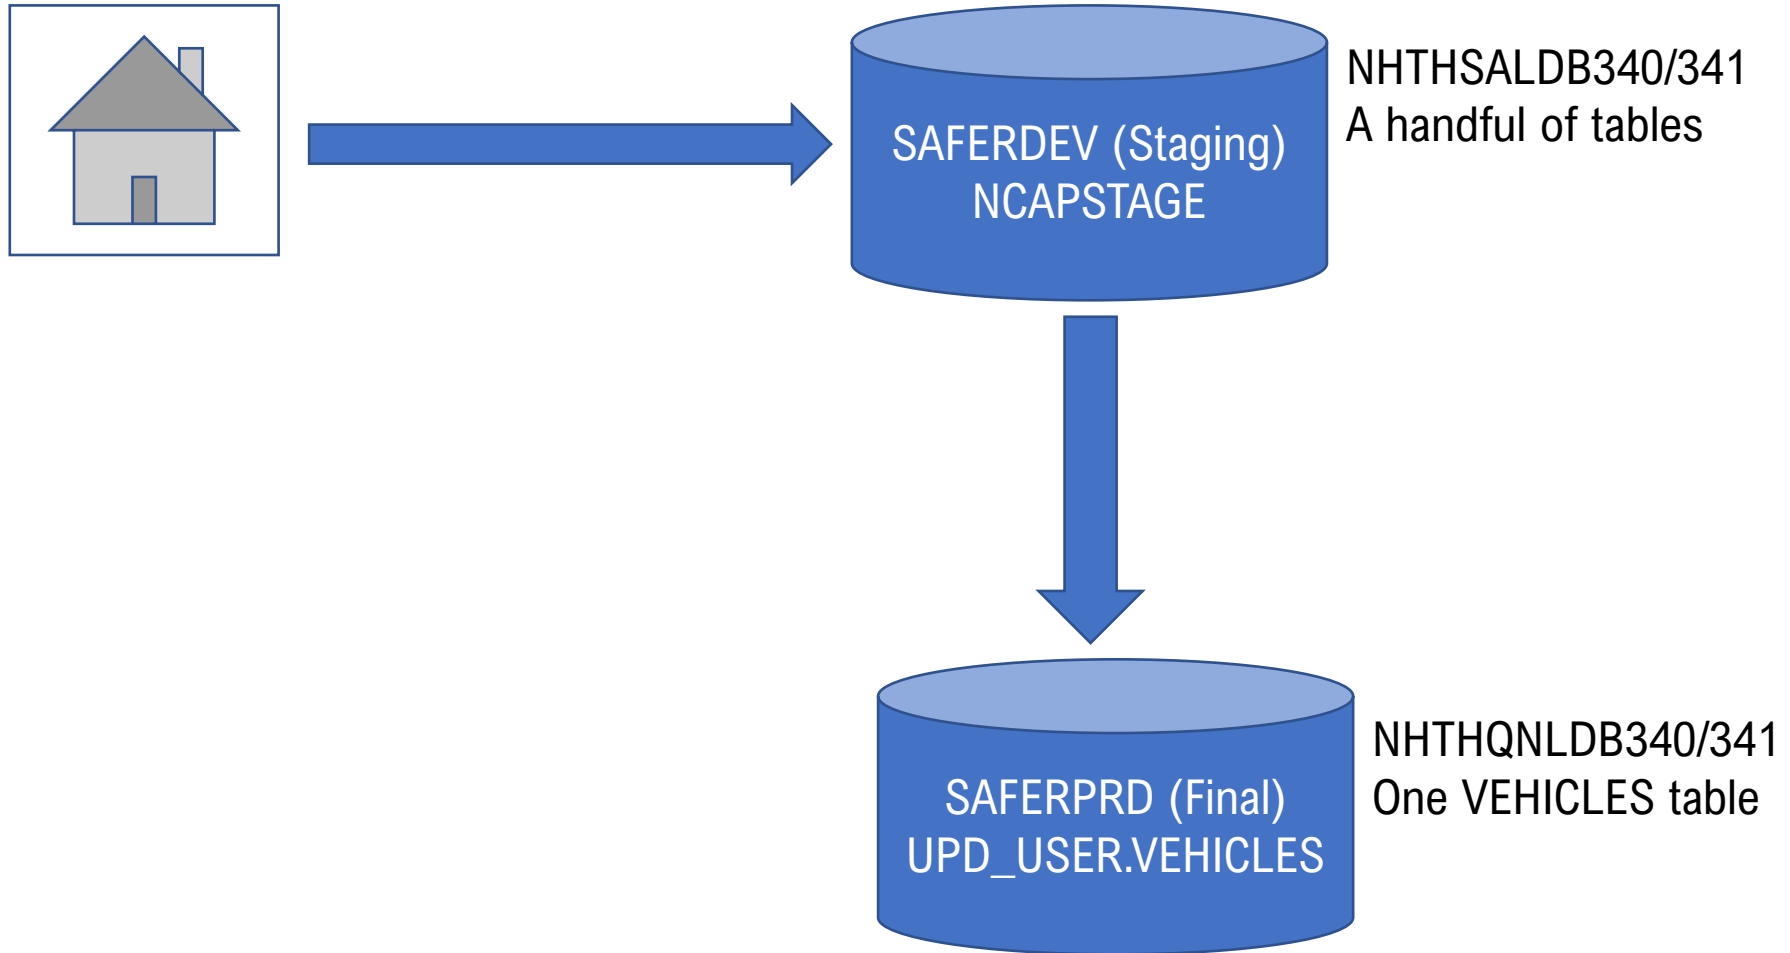 SAFERDEV (Staging)
NCAPSTAGE
NHTHSALDB340/341
A handful of tables
SAFERPRD (Final)
UPD_USER.VEHICLES
NHTHQNLDB340/341
One VEHICLES table